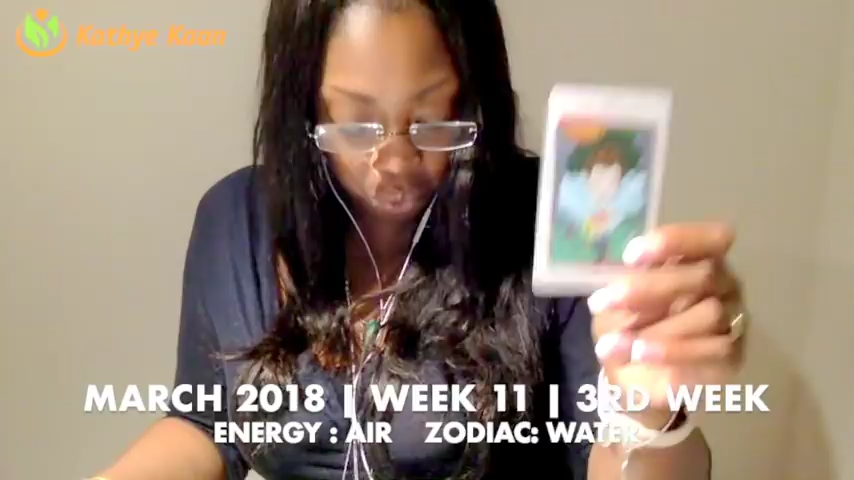 Kathye Kaan
MARCH 2018 | WEEK 11 | 3RD WEEK
ENERGY : AIR ZODIAC: WATER